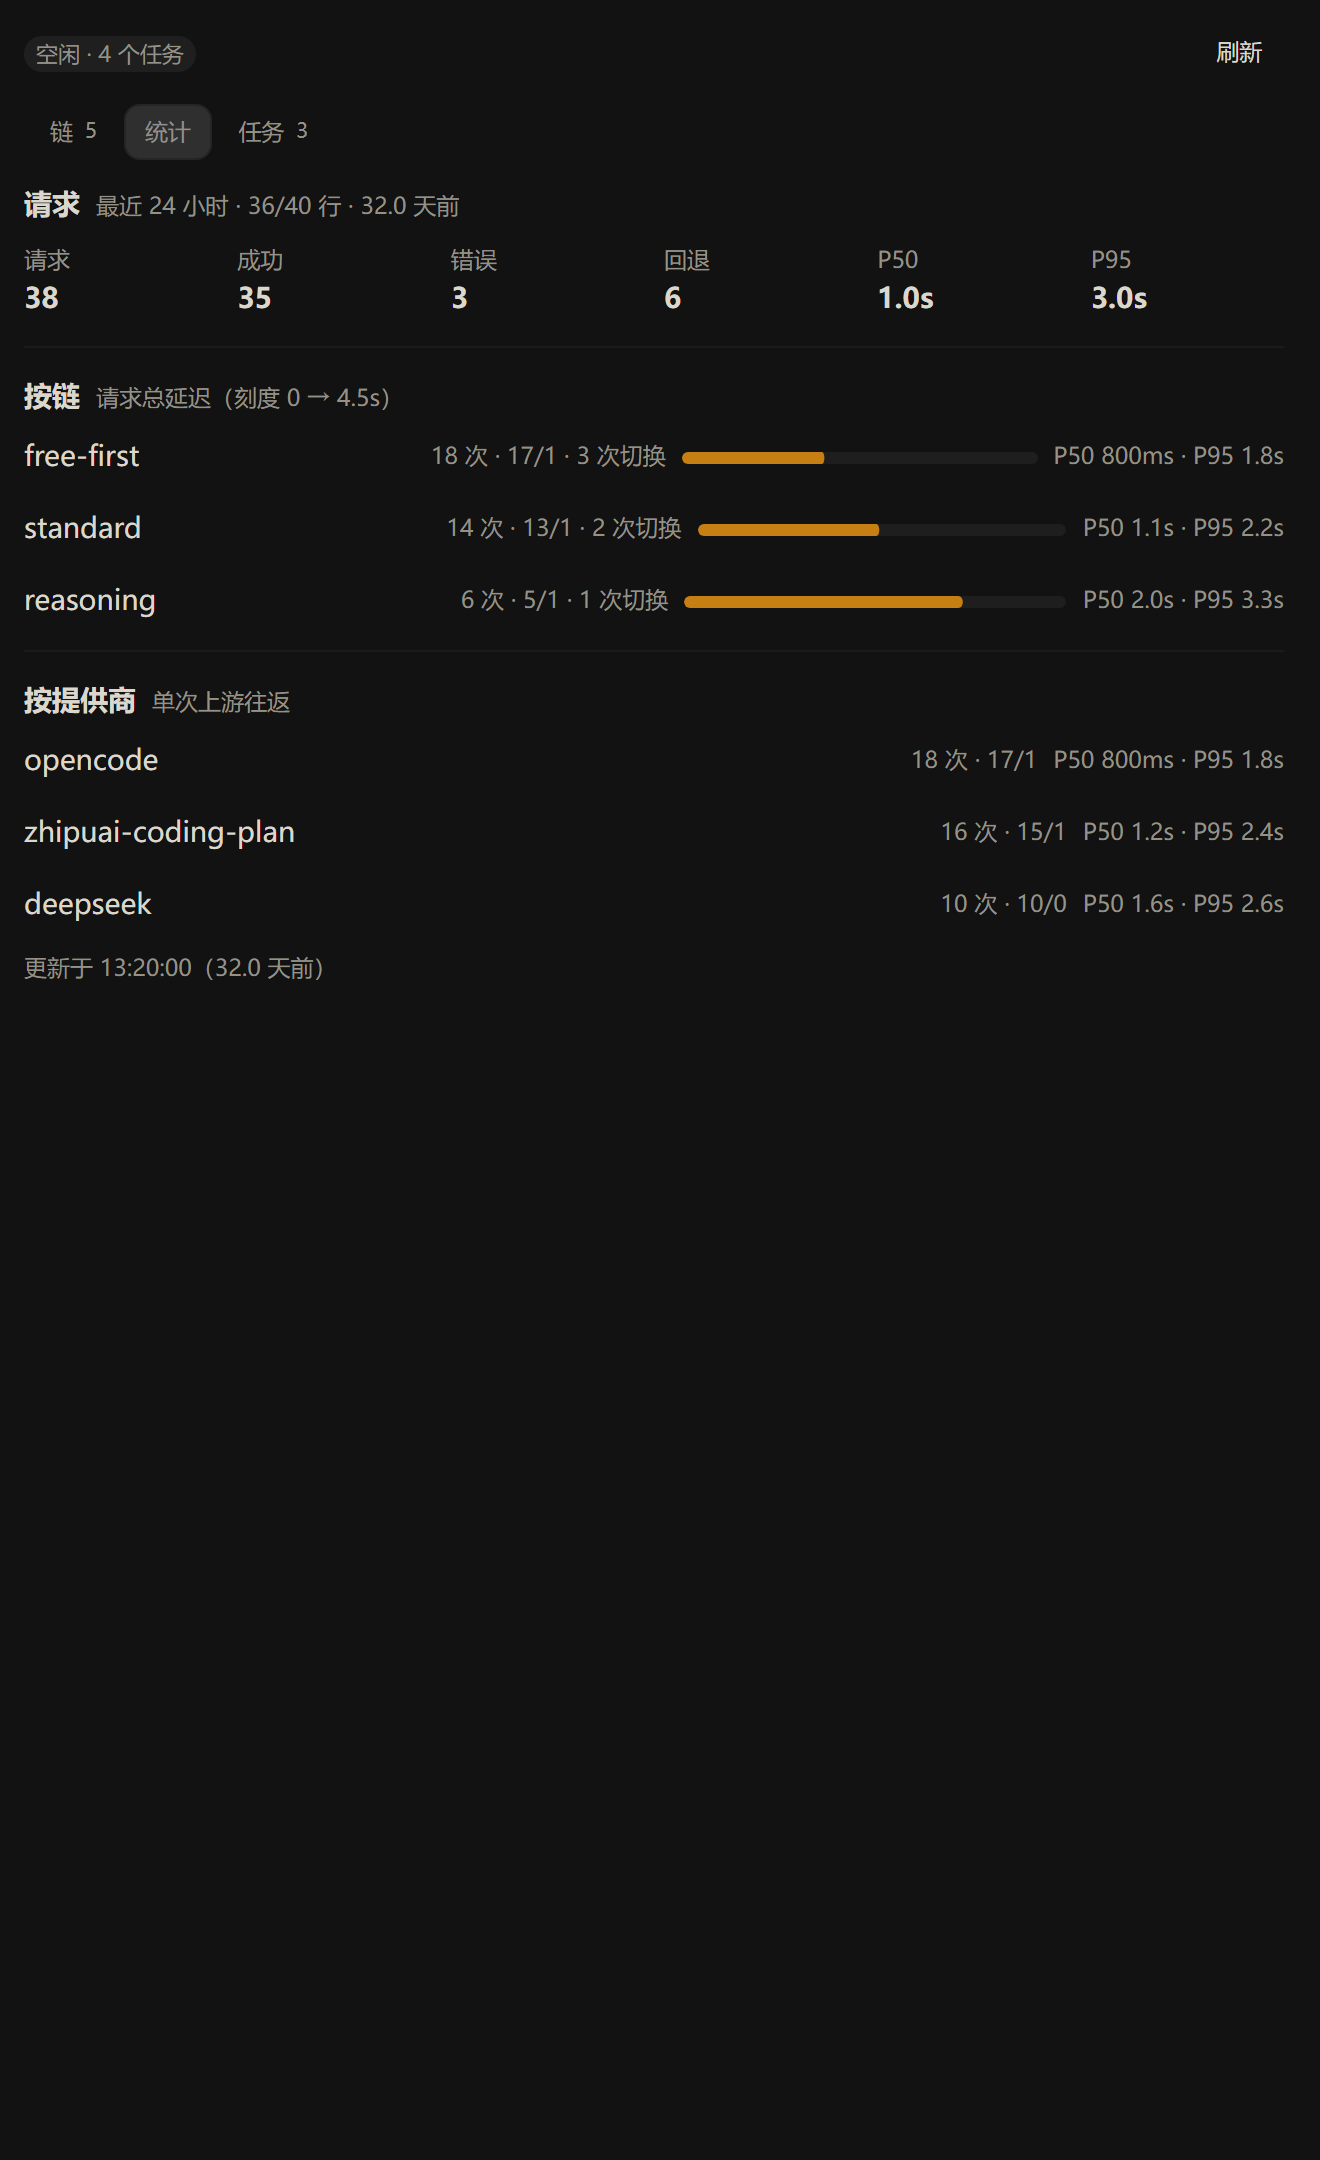 空闲 · 4 个任务 刷新
链 5 统计 任务 3
请求 最近 24 小时 · 36/40 行 · 32.0 天前
请求 成功 错误 回退 P50 P95
38 35 3 6 1.0s 3.0s
按链 请求总延迟（刻度 0 → 4.5s）
free-first 18 次 · 17/1 · 3 次切换 P50 800ms · P95 1.8s
standard 14 次 · 13/1 · 2 次切换 P50 1.1s · P95 2.2s
reasoning 6 次 · 5/1 · 1 次切换 P50 2.0s · P95 3.3s
按提供商 单次上游往返
opencode 18 次 · 17/1 P50 800ms · P95 1.8s
zhipuai-coding-plan 16 次 · 15/1 P50 1.2s · P95 2.4s
deepseek 10 次 · 10/0 P50 1.6s · P95 2.6s
更新于 13:20:00（32.0 天前）